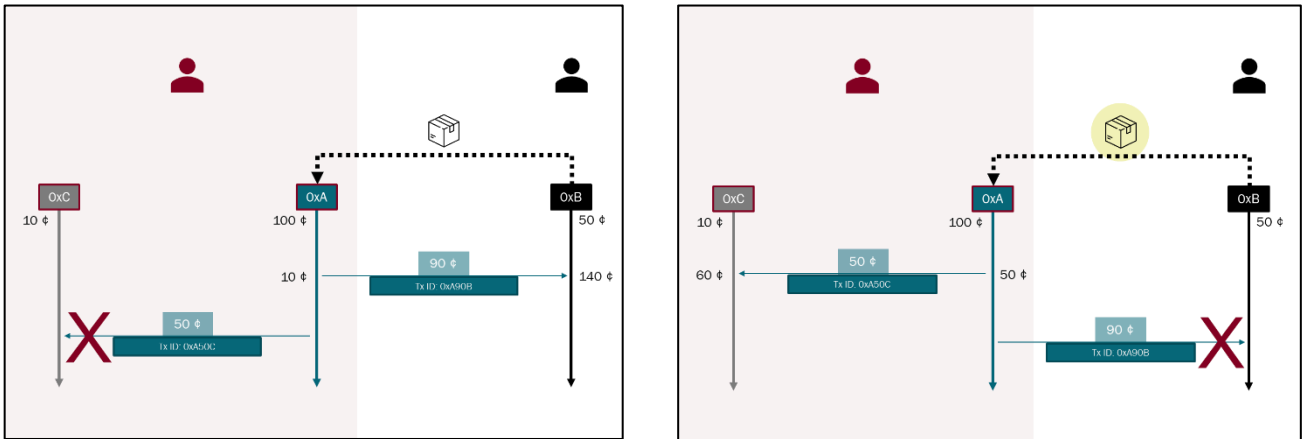 0xC
0xA
0xB
10 ¢
100 ¢
50 ¢
90 ¢
10 ¢
140 ¢
Tx ID: 0xA90B
50 ¢
Tx ID: 0xA50C
0xC
0xA
0xB
10 ¢
100 ¢
50 ¢
50 ¢
60 ¢
50 ¢
Tx ID: 0xA50C
90 ¢
Tx ID: 0xA90B